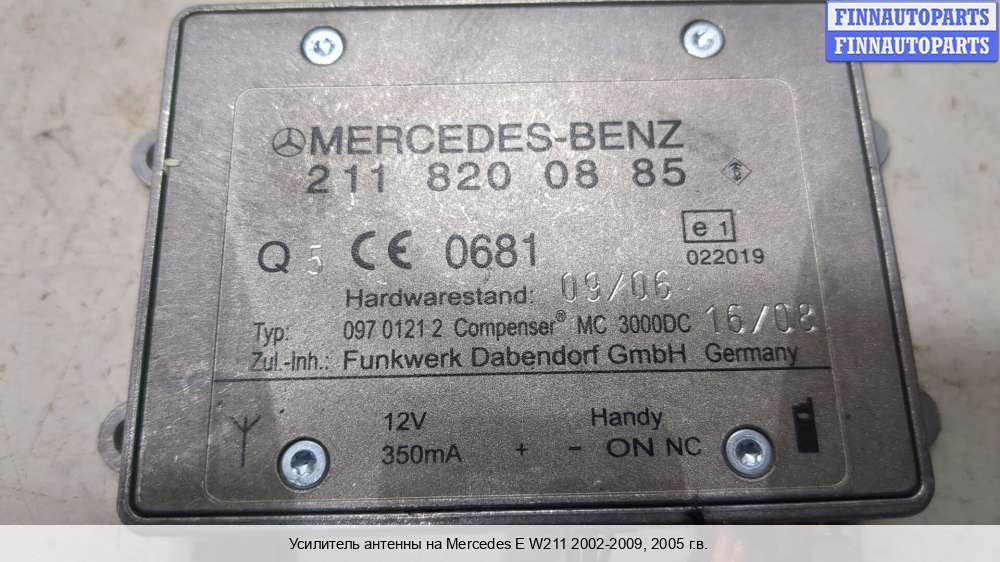 FINNAUTOPARTS
FINNAUTOPARTS
MERCEDES-BENZ
211 820 08 85
Q 5 CE 0681
e 1
022019
Hardwarestand: 09/06
Typ: 097 0121 2 Compenser® MC 3000DC 16/08
Zul.-Inh.: Funkwerk Dabendorf GmbH Germany
12V Handy
350mA + - ON NC
Усилитель антенны на Mercedes E W211 2002-2009, 2005 г.в.